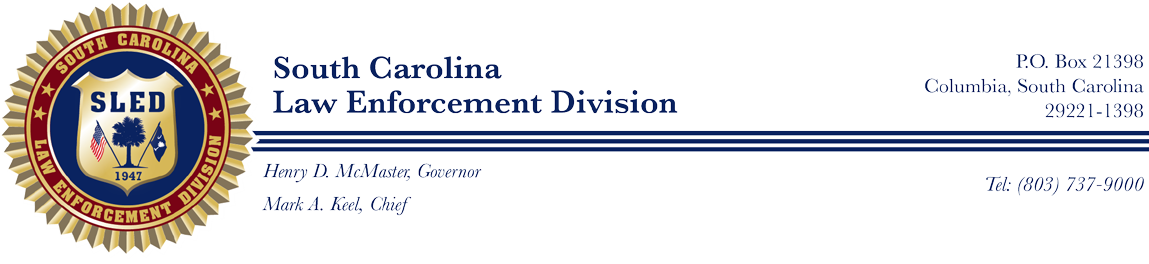 SOUTH CAROLINA
SLED
1947
LAW ENFORCEMENT DIVISION
South Carolina
Law Enforcement Division
P.O. Box 21398
Columbia, South Carolina
29221-1398
Henry D. McMaster, Governor
Mark A. Keel, Chief
Tel: (803) 737-9000